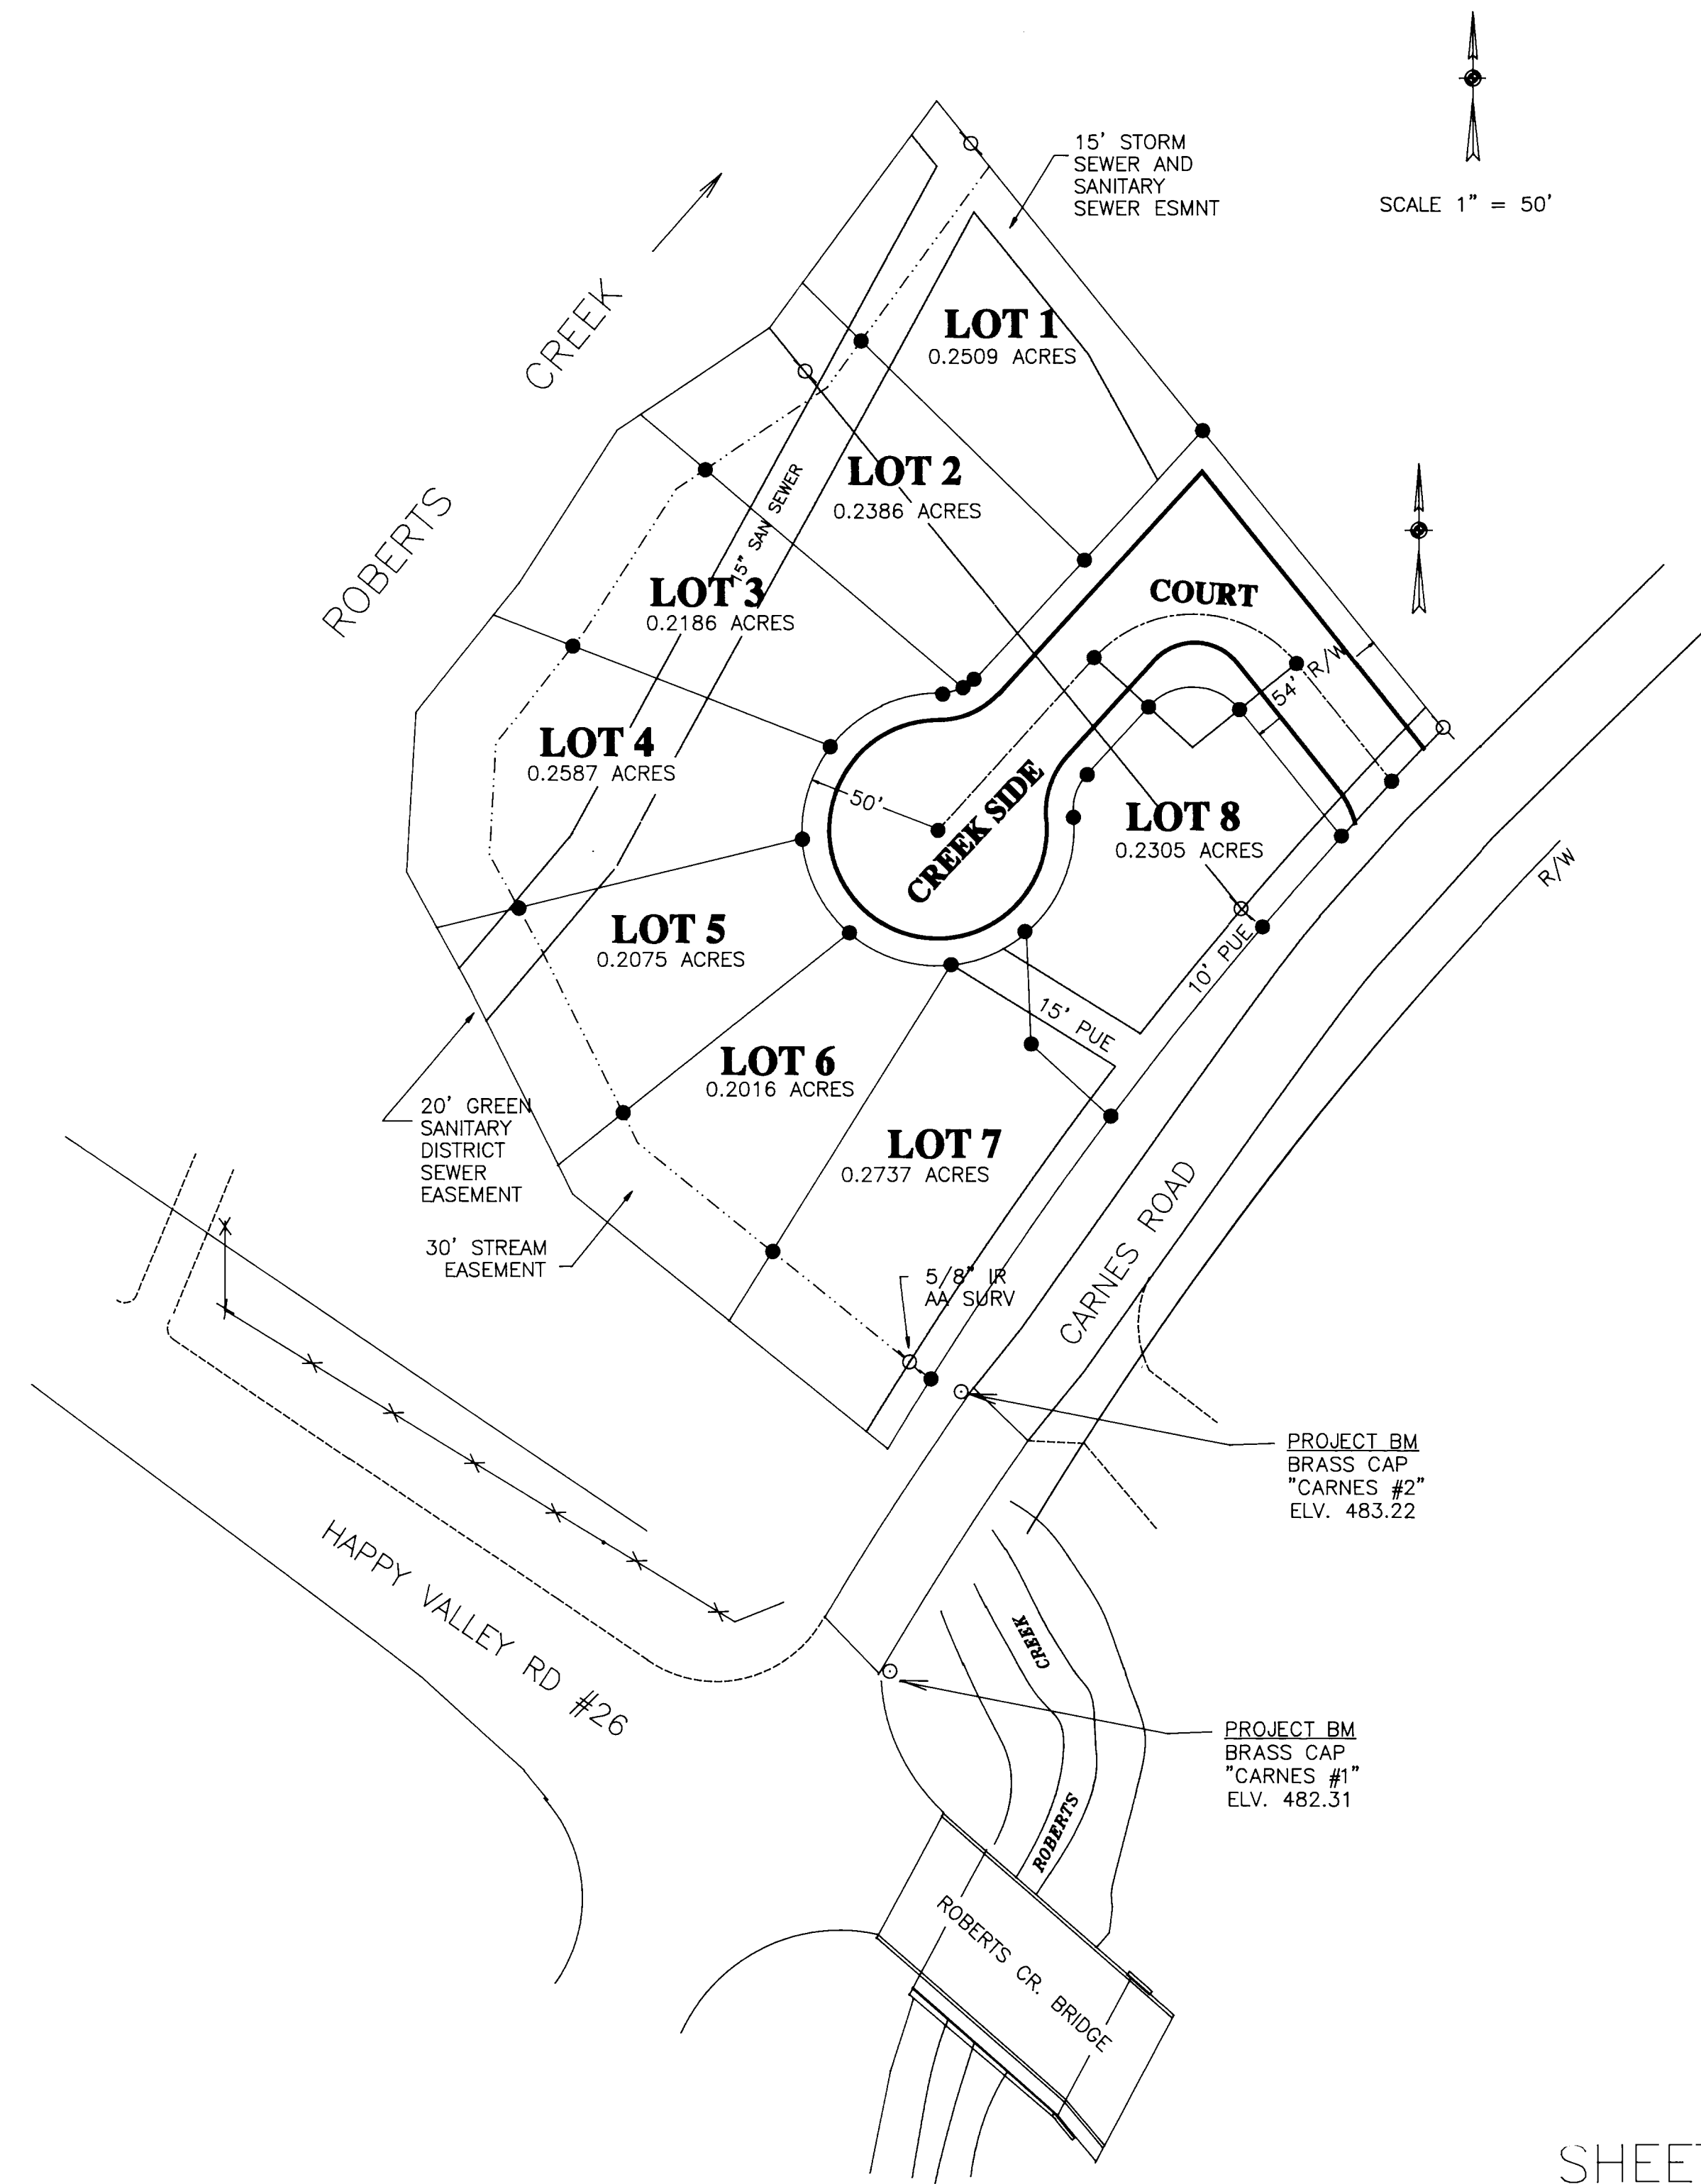 15' STORM
SEWER AND
SANITARY
SEWER ESMNT
SCALE 1" = 50'
ROBERTS CREEK
LOT 1
0.2509 ACRES
LOT 2
0.2386 ACRES
15" SAN SEWER
LOT 3
0.2186 ACRES
COURT
54' R/W
LOT 4
0.2587 ACRES
50'
CREEK SIDE
LOT 8
0.2305 ACRES
R/W
LOT 5
0.2075 ACRES
10' PUE
15' PUE
LOT 6
0.2016 ACRES
20' GREEN
SANITARY
DISTRICT
SEWER
EASEMENT
LOT 7
0.2737 ACRES
30' STREAM
EASEMENT
5/8" IR
AA SURV
CARNES ROAD
PROJECT BM
BRASS CAP
"CARNES #2"
ELV. 483.22
HAPPY VALLEY RD #26
ROBERTS CREEK
PROJECT BM
BRASS CAP
"CARNES #1"
ELV. 482.31
ROBERTS CR. BRIDGE